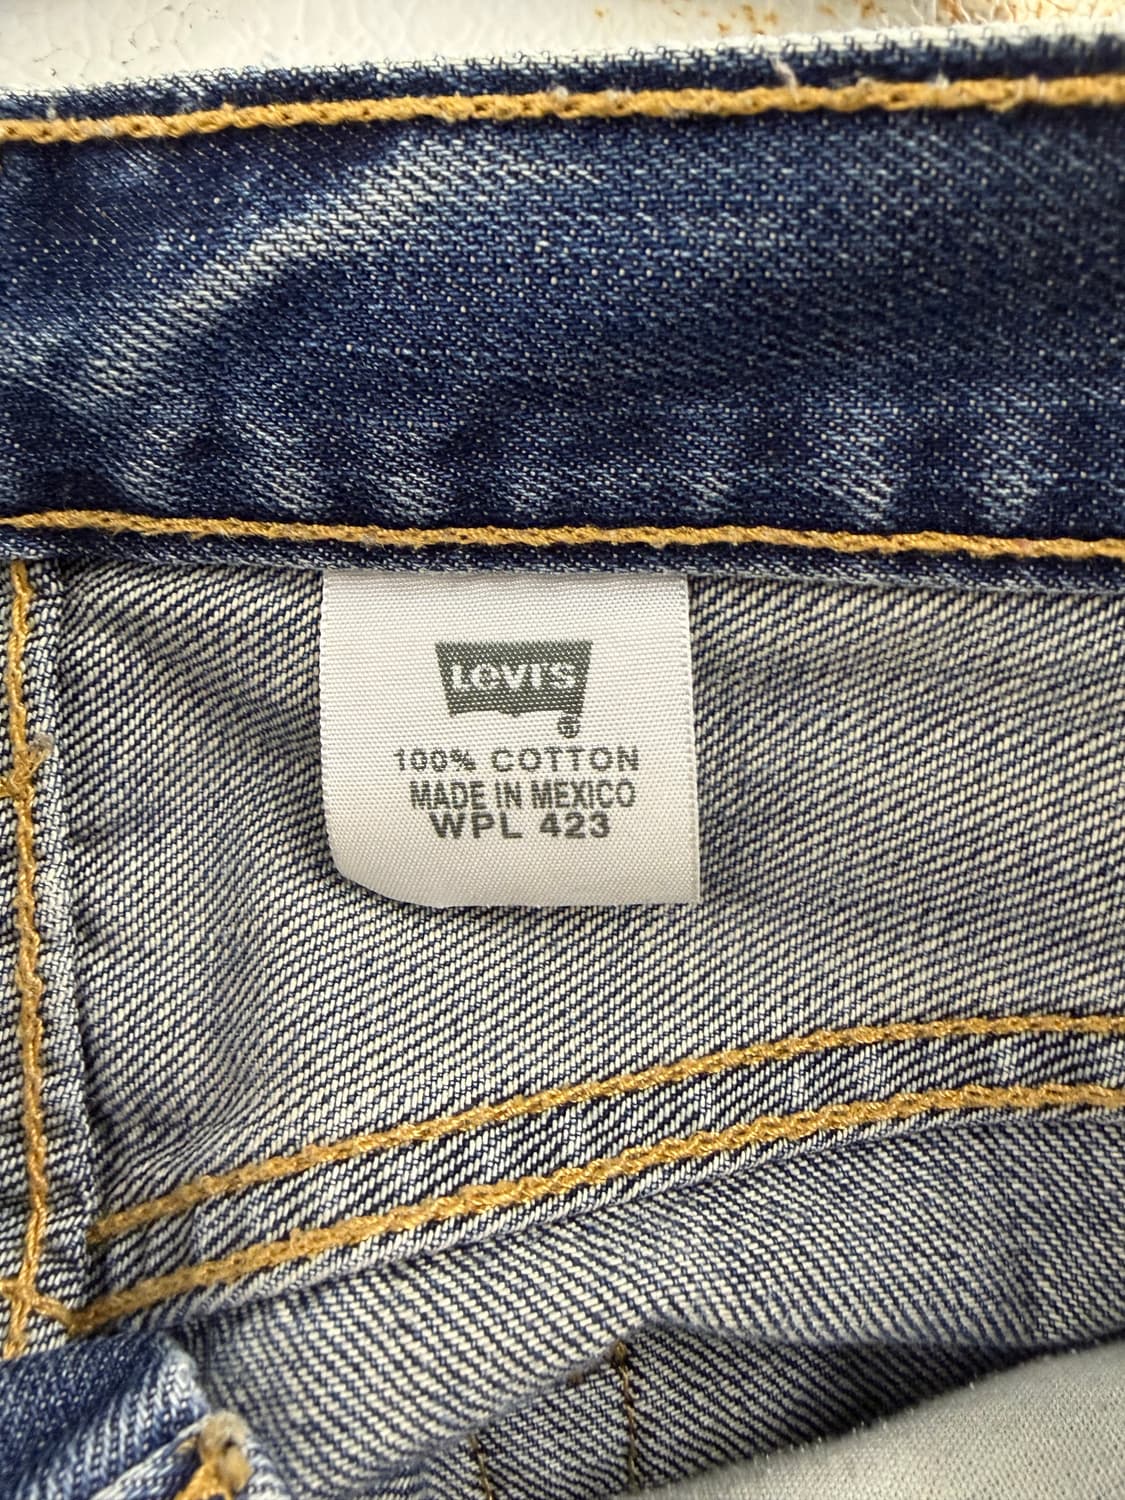 LEVI'S
®
100% COTTON
MADE IN MEXICO
WPL 423